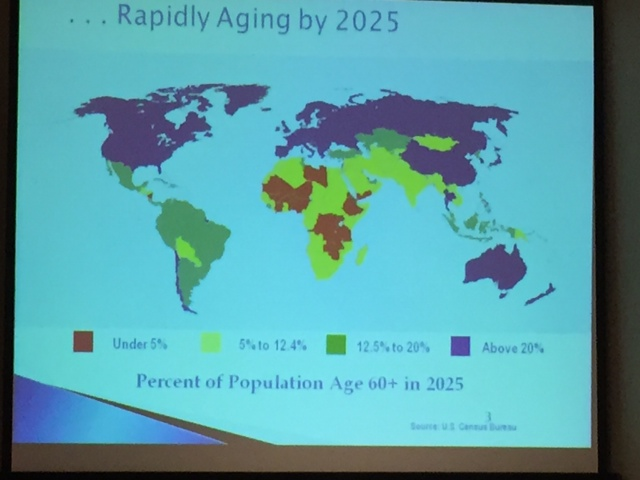 . . . Rapidly Aging by 2025
Under 5%
5% to 12.4%
12.5% to 20%
Above 20%
Percent of Population Age 60+ in 2025
3
Source: U.S. Census Bureau